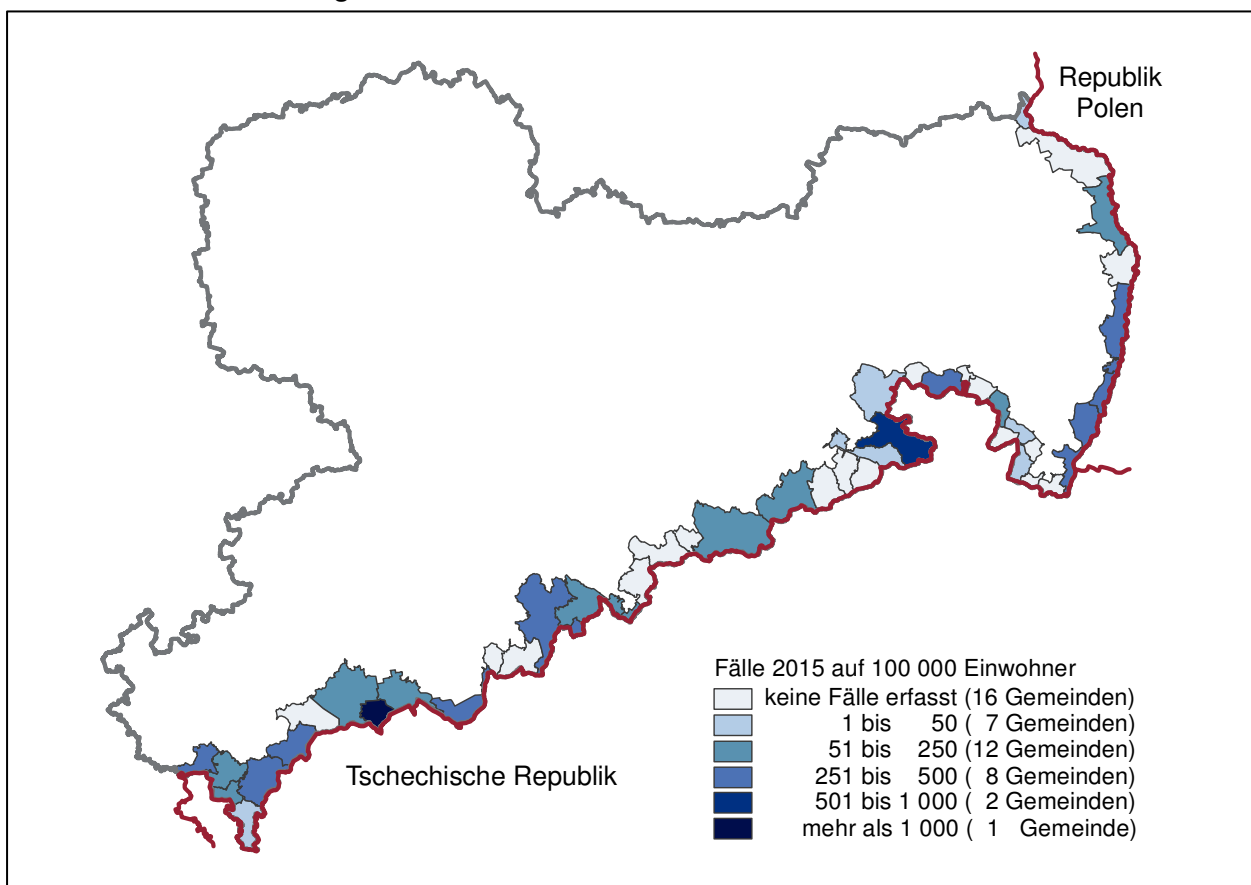 Republik
Polen
Tschechische Republik
Fälle 2015 auf 100 000 Einwohner
keine Fälle erfasst (16 Gemeinden)
1 bis 50 ( 7 Gemeinden)
51 bis 250 (12 Gemeinden)
251 bis 500 ( 8 Gemeinden)
501 bis 1 000 ( 2 Gemeinden)
mehr als 1 000 ( 1 Gemeinde)